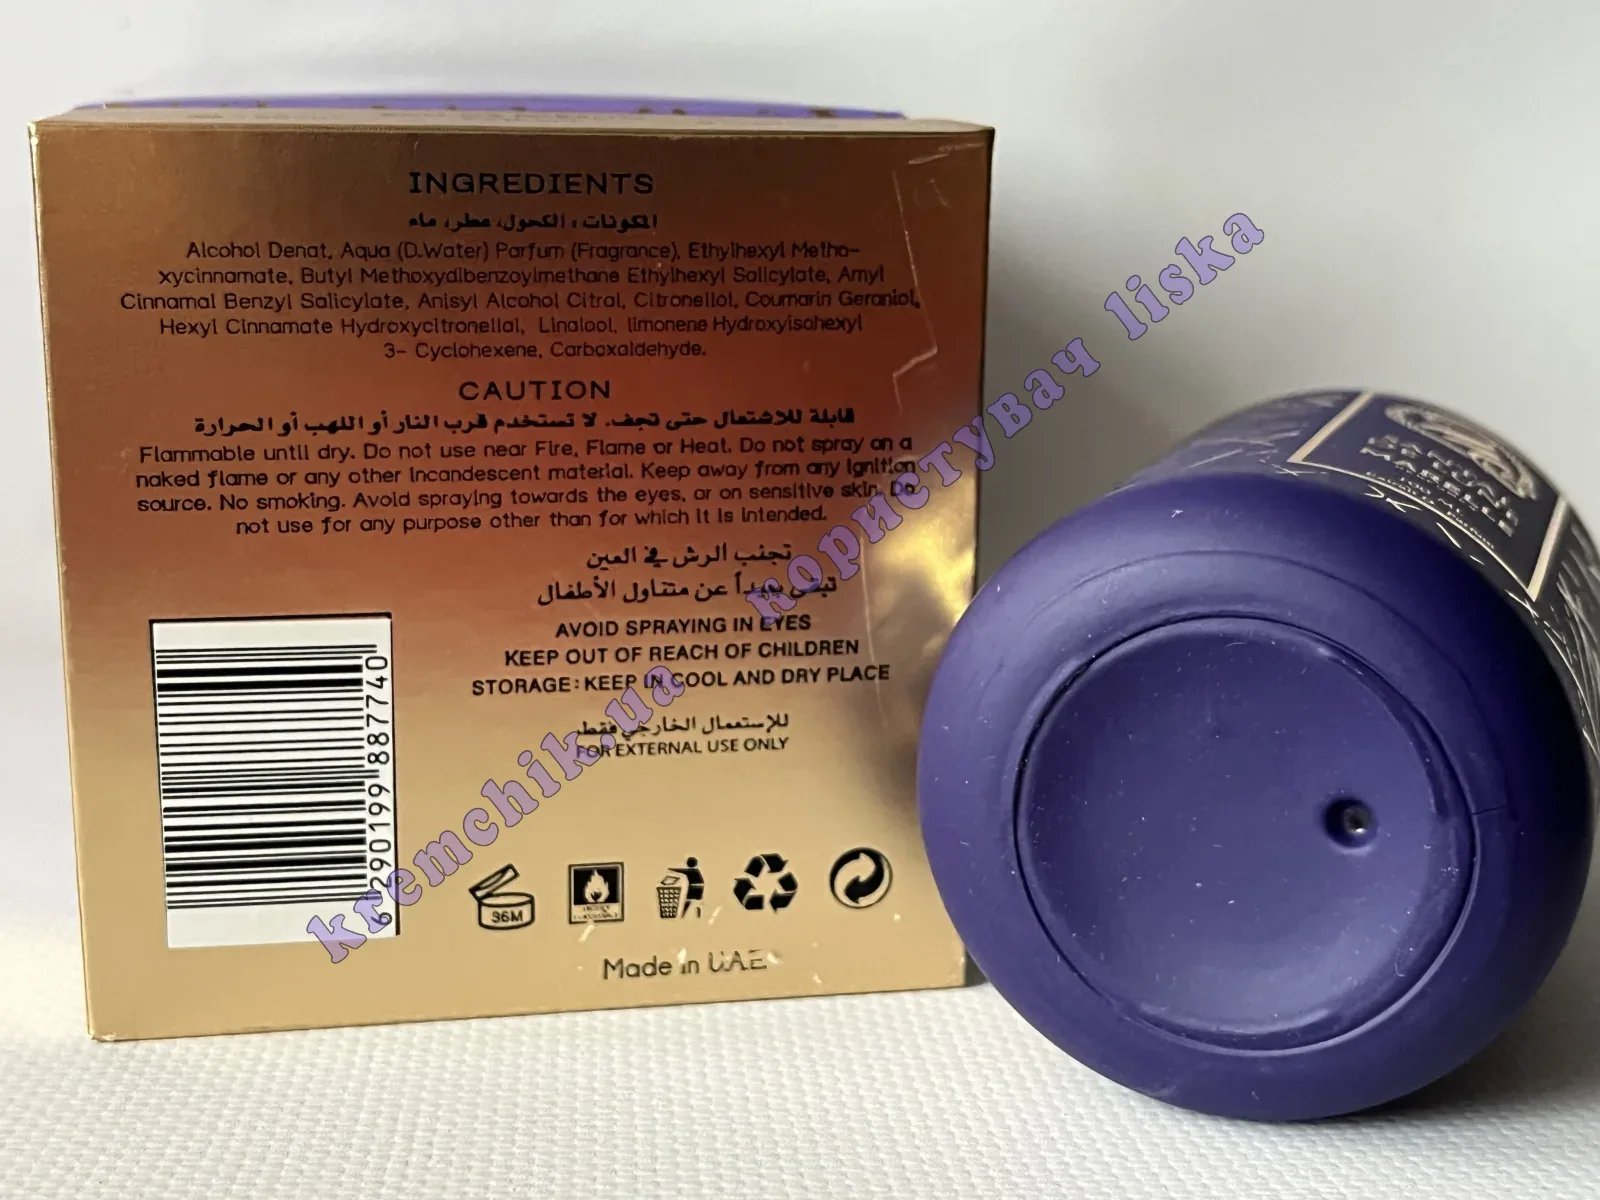 INGREDIENTS
المكونات : الكحول، عطر، ماء
Alcohol Denat, Aqua (D.Water) Parfum (Fragrance), Ethylhexyl Metho-
xycinnamate, Butyl Methoxydibenzoylmethane Ethylhexyl Salicylate, Amyl
Cinnamal Benzyl Salicylate, Anisyl Alcohol Citral, Citronellol, Coumarin Geraniol,
Hexyl Cinnamate Hydroxycitronellal, Linalool, limonene Hydroxyisohexyl
3- Cyclohexene, Carboxaldehyde.
CAUTION
قابلة للاشتعال حتى تجف. لا تستخدم قرب النار أو اللهب أو الحرارة
Flammable until dry. Do not use near Fire, Flame or Heat. Do not spray on a
naked flame or any other incandescent material. Keep away from any ignition
source. No smoking. Avoid spraying towards the eyes, or on sensitive skin. Do
not use for any purpose other than for which it is intended.
تجنب الرش في العين
تبقى بعيداً عن متناول الأطفال
AVOID SPRAYING IN EYES
KEEP OUT OF REACH OF CHILDREN
STORAGE: KEEP IN COOL AND DRY PLACE
للإستعمال الخارجي فقط
FOR EXTERNAL USE ONLY
6 290199 887740
36M
Made in UAE
100 ML
kremchik.ua користувач liska